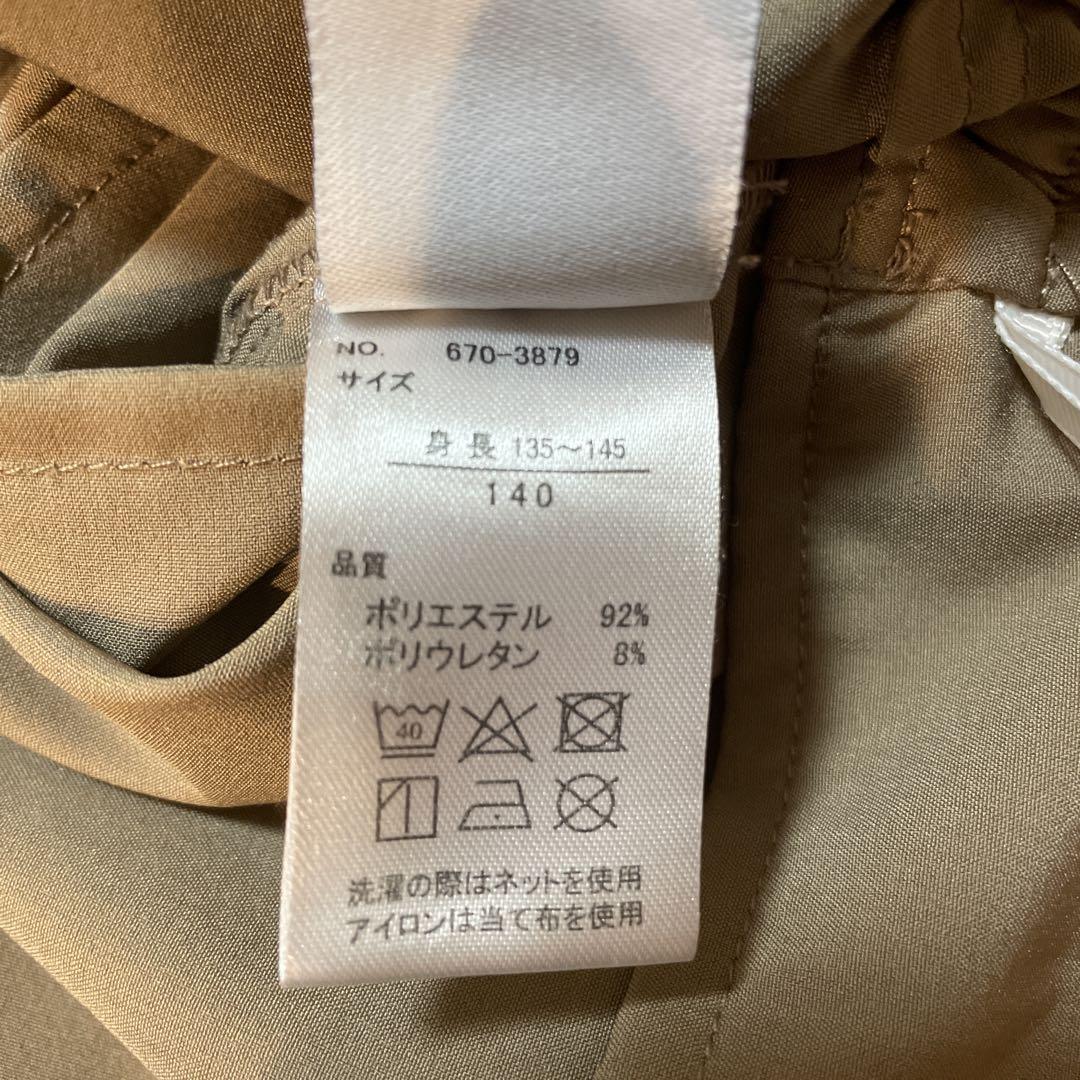 NO. 670-3879
サイズ
身長 135～145
140
品質
ポリエステル 92%
ポリウレタン 8%
40
洗濯の際はネットを使用
アイロンは当て布を使用